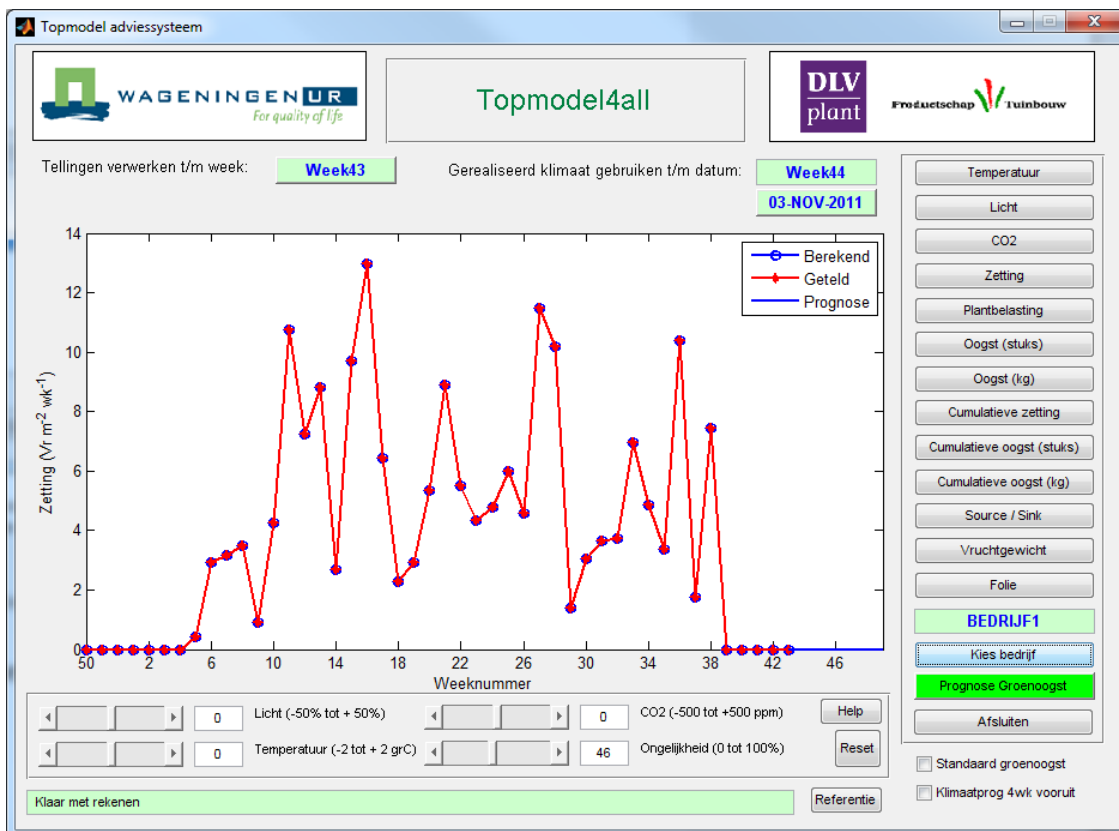 Topmodel adviessysteem
WAGENINGEN UR
For quality of life
Topmodel4all
DLV
plant
Productschap Tuinbouw
Tellingen verwerken t/m week:
Week43
Gerealiseerd klimaat gebruiken t/m datum:
Week44
03-NOV-2011
Temperatuur
Licht
CO2
Zetting
Plantbelasting
Oogst (stuks)
Oogst (kg)
Cumulatieve zetting
Cumulatieve oogst (stuks)
Cumulatieve oogst (kg)
Source / Sink
Vruchtgewicht
Folie
BEDRIJF1
Kies bedrijf
Prognose Groenoogst
Afsluiten
Standaard groenoogst
Klimaatprog 4wk vooruit
Berekend
Geteld
Prognose
Zetting (Vr m-2 wk-1)
14
12
10
8
6
4
2
0
50 2 6 10 14 18 22 26 30 34 38 42 46
Weeknummer
0 Licht (-50% tot + 50%)
0 CO2 (-500 tot +500 ppm)
Help
0 Temperatuur (-2 tot + 2 grC)
46 Ongelijkheid (0 tot 100%)
Reset
Klaar met rekenen
Referentie